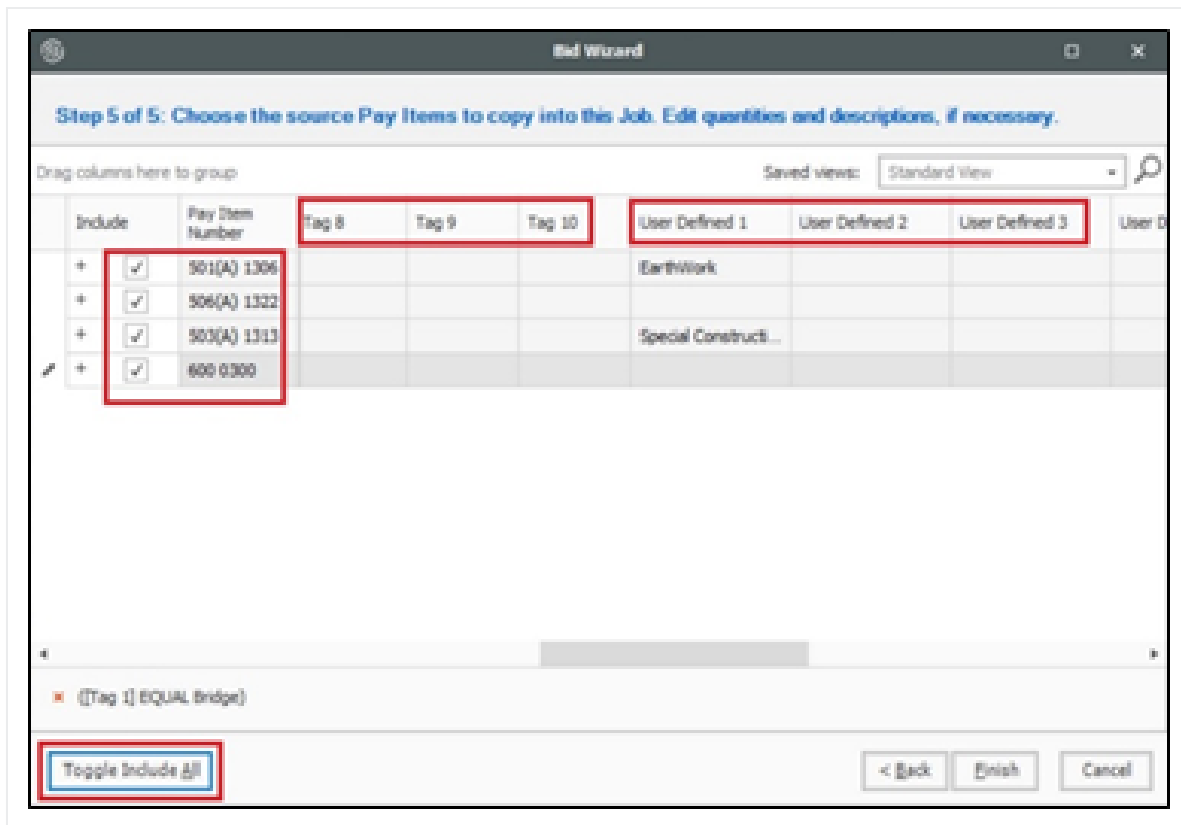 Bid Wizard
Step 5 of 5: Choose the source Pay Items to copy into this Job. Edit quantities and descriptions, if necessary.
Drag columns here to group
Saved views: Standard View
Include Pay Item Number Tag 8 Tag 9 Tag 10 User Defined 1 User Defined 2 User Defined 3 User D
+ 501(A) 1306 EarthWork
+ 506(A) 1322
+ 503(A) 1313 Special Constructi...
+ 600 0300
([Tag 1] EQUAL Bridge)
Toggle Include All < Back Finish Cancel